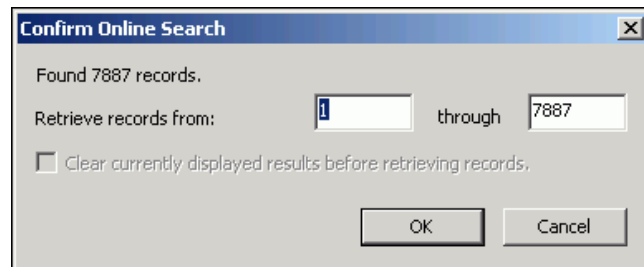 Confirm Online Search
Found 7887 records.
Retrieve records from: 1 through 7887
Clear currently displayed results before retrieving records.
OK Cancel